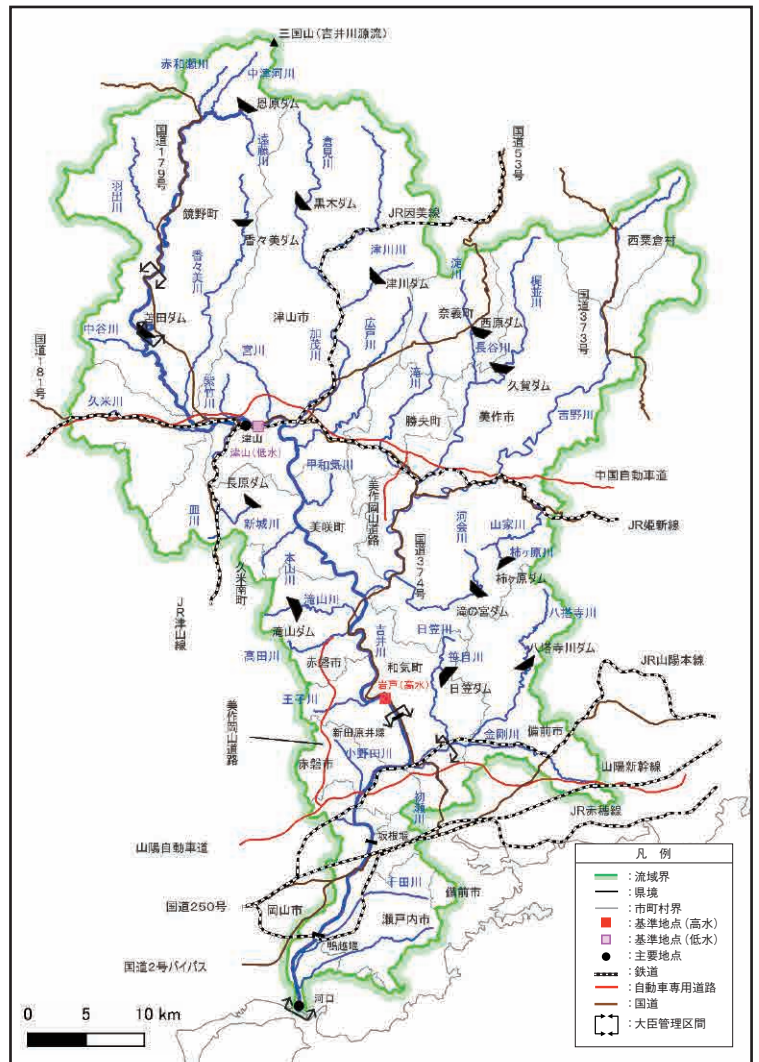 三国山(吉井川源流)
赤和瀬川
中津河川
恩原ダム
国道179号
遠藤川
倉見川
国道53号
羽出川
黒木ダム
鏡野町
JR因美線
西粟倉村
香々美ダム
香々美川
津川川
津川ダム
淀川
梶並川
国道373号
津山市
奈義町
広戸川
加茂川
西原ダム
苫田ダム
中谷川
宮川
滝川
長谷川
久賀ダム
国道181号
紫竹川
勝央町
美作市
吉野川
久米川
津山
津山(低水)
甲和気川
中国自動車道
長原ダム
美作岡山道路
河会川
山家川
JR姫新線
皿川
新城川
美咲町
国道374号
柿ヶ原川
柿ヶ原ダム
久米南町
本山川
滝山川
滝の宮ダム
八塔寺川
JR津山線
滝山ダム
吉井川
日笠川
笹目川
八塔寺川ダム
高田川
赤磐市
和気町
JR山陽本線
岩戸(高水)
日笠ダム
王子川
美作岡山道路
新田原井堰
金剛川
備前市
小野田川
赤磐市
山陽新幹線
初瀬川
JR赤穂線
山陽自動車道
坂根堰
干田川
備前市
国道250号
岡山市
瀬戸内市
鴨越堰
国道2号バイパス
河口
0 5 10 km
凡 例
:流域界
:県境
:市町村界
:基準地点(高水)
:基準地点(低水)
:主要地点
:鉄道
:自動車専用道路
:国道
:大臣管理区間